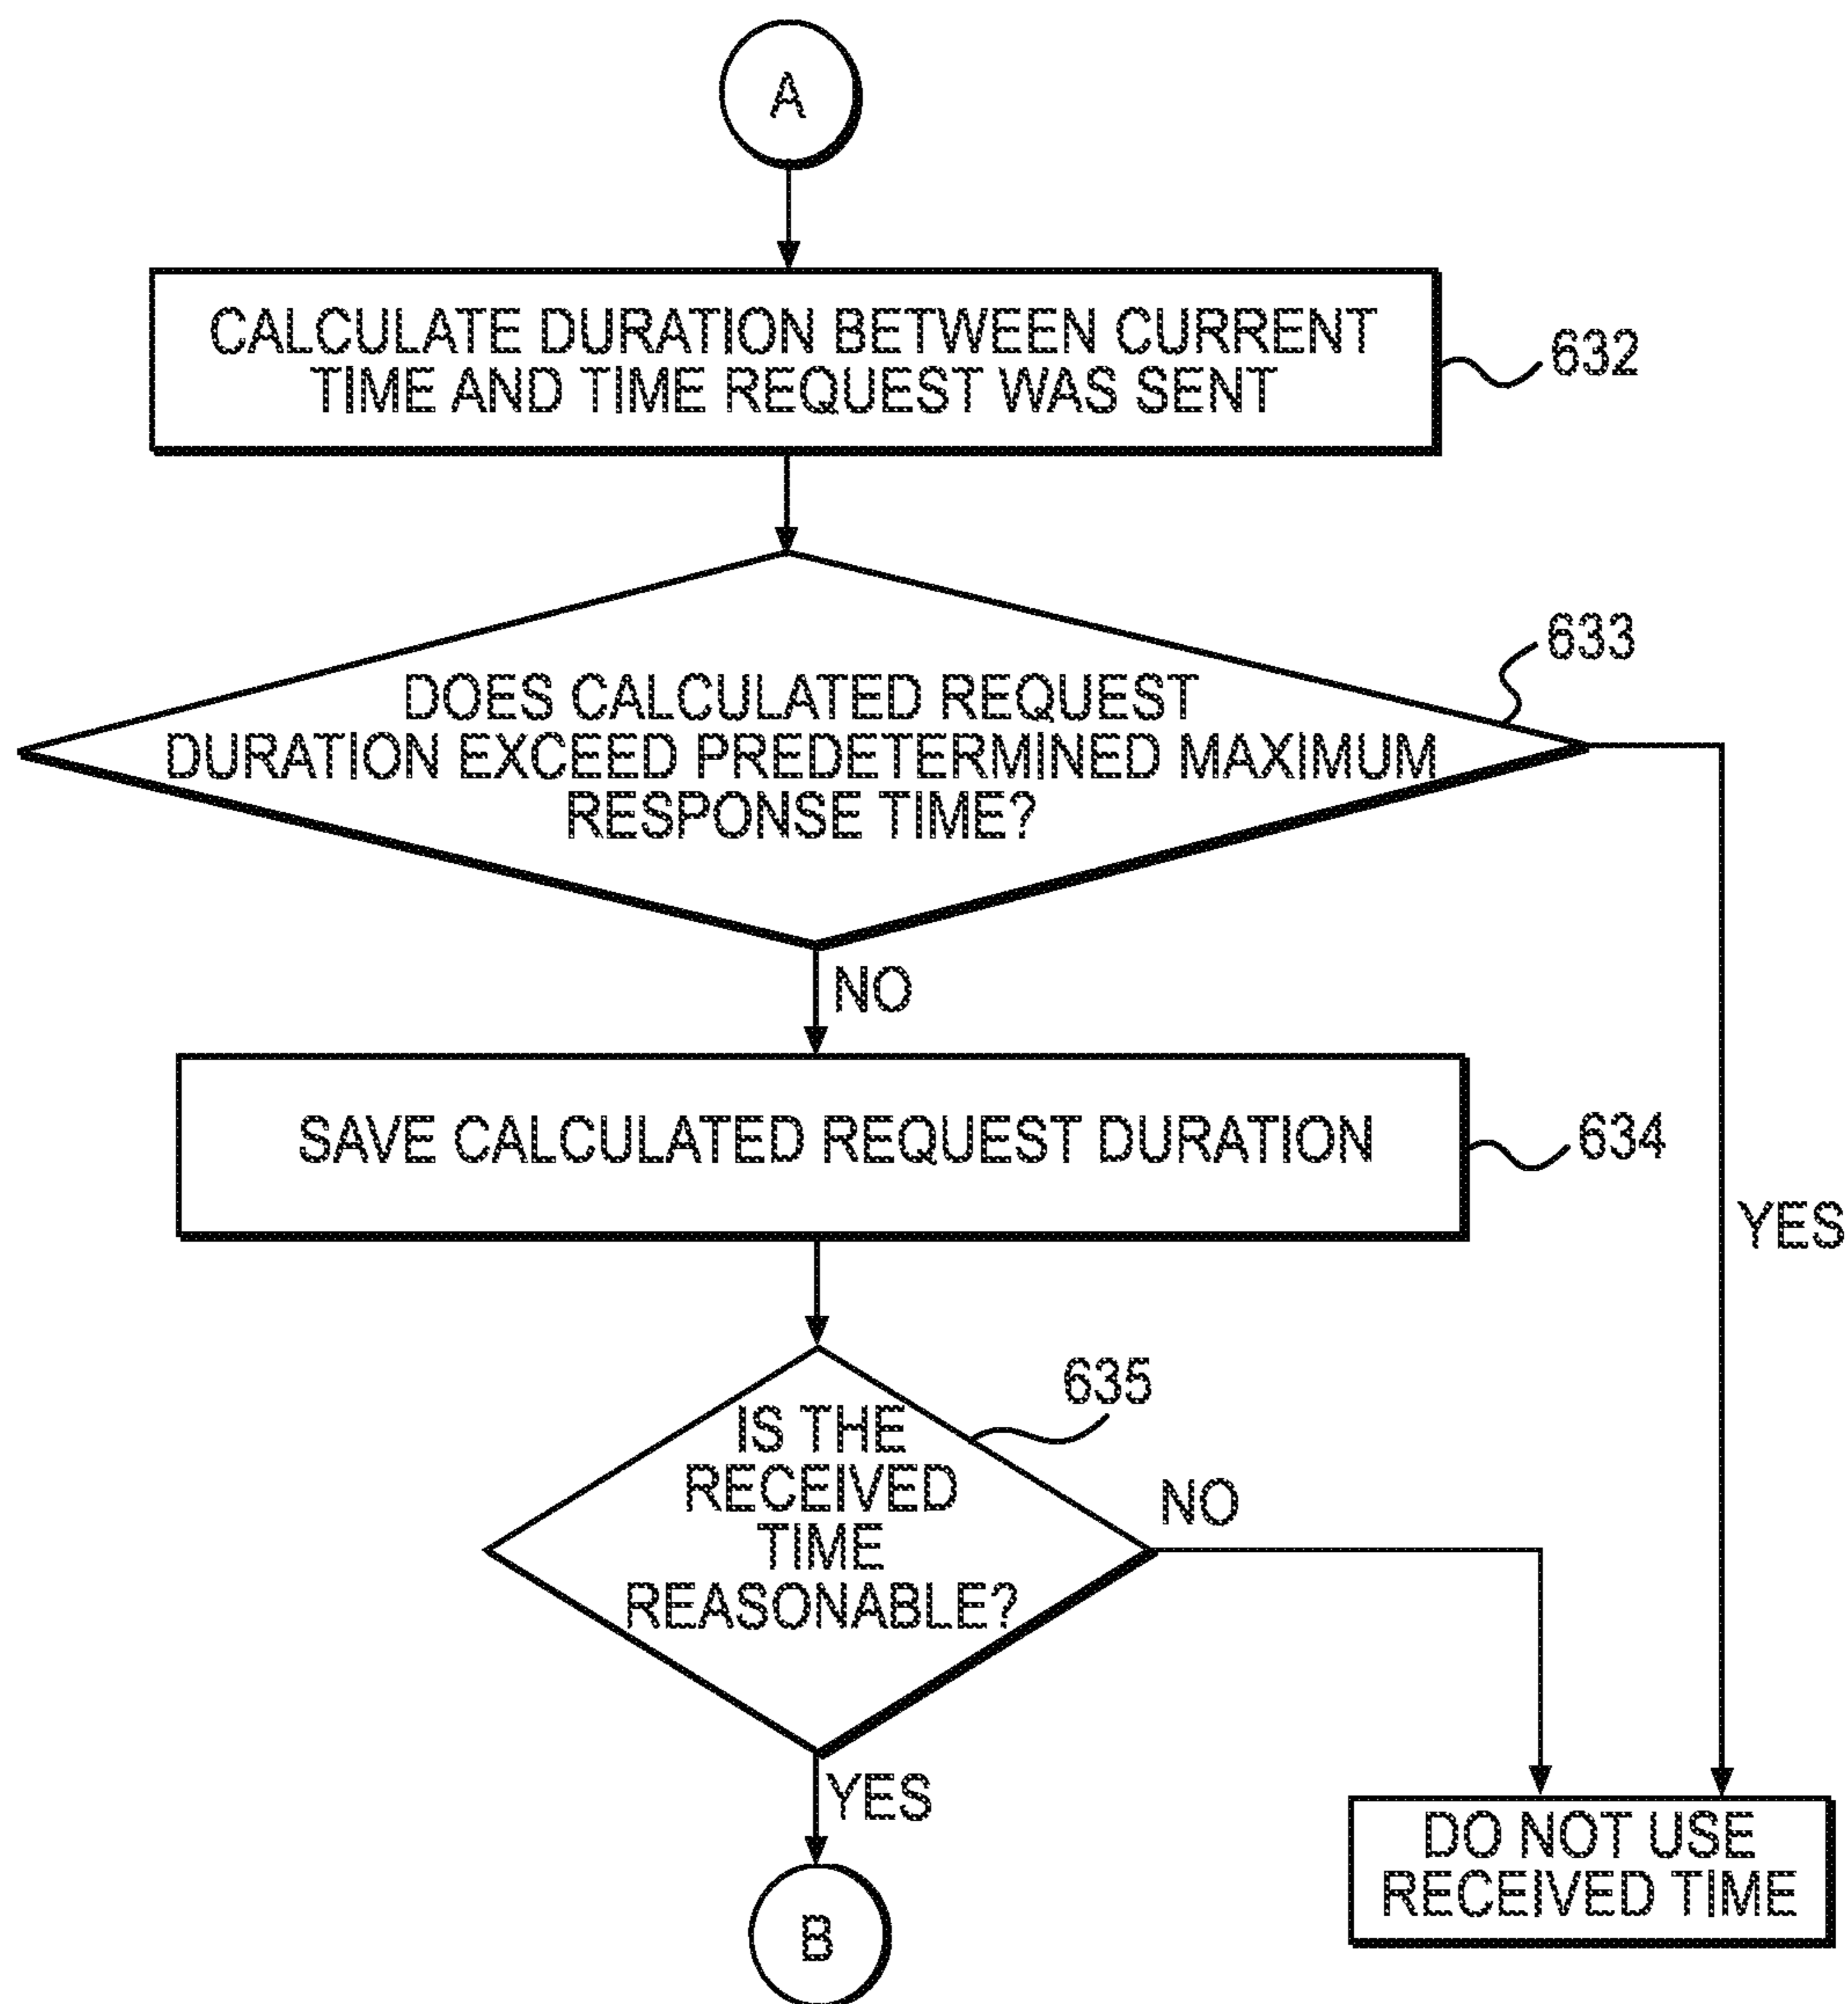 A
CALCULATE DURATION BETWEEN CURRENT
TIME AND TIME REQUEST WAS SENT
632
633
DOES CALCULATED REQUEST
DURATION EXCEED PREDETERMINED MAXIMUM
RESPONSE TIME?
NO
SAVE CALCULATED REQUEST DURATION
634
YES
635
IS THE
RECEIVED
TIME
REASONABLE?
NO
YES
DO NOT USE
RECEIVED TIME
B